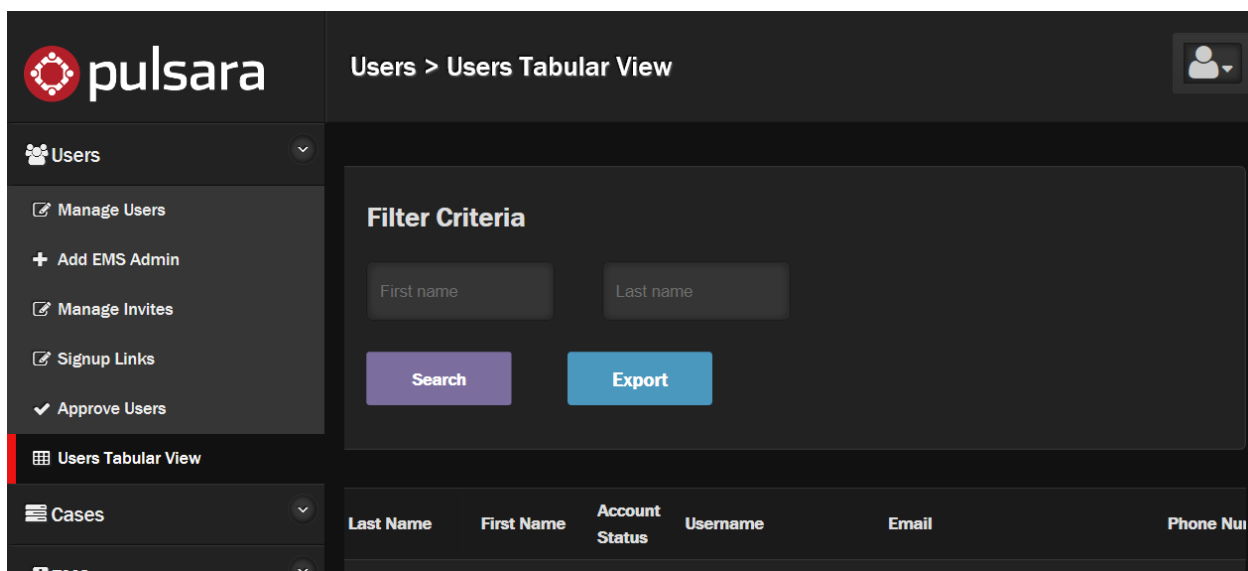 pulsara
Users > Users Tabular View
Users
Manage Users
Add EMS Admin
Manage Invites
Signup Links
Approve Users
Users Tabular View
Cases
Filter Criteria
First name
Last name
Search
Export
Last Name
First Name
Account
Status
Username
Email
Phone